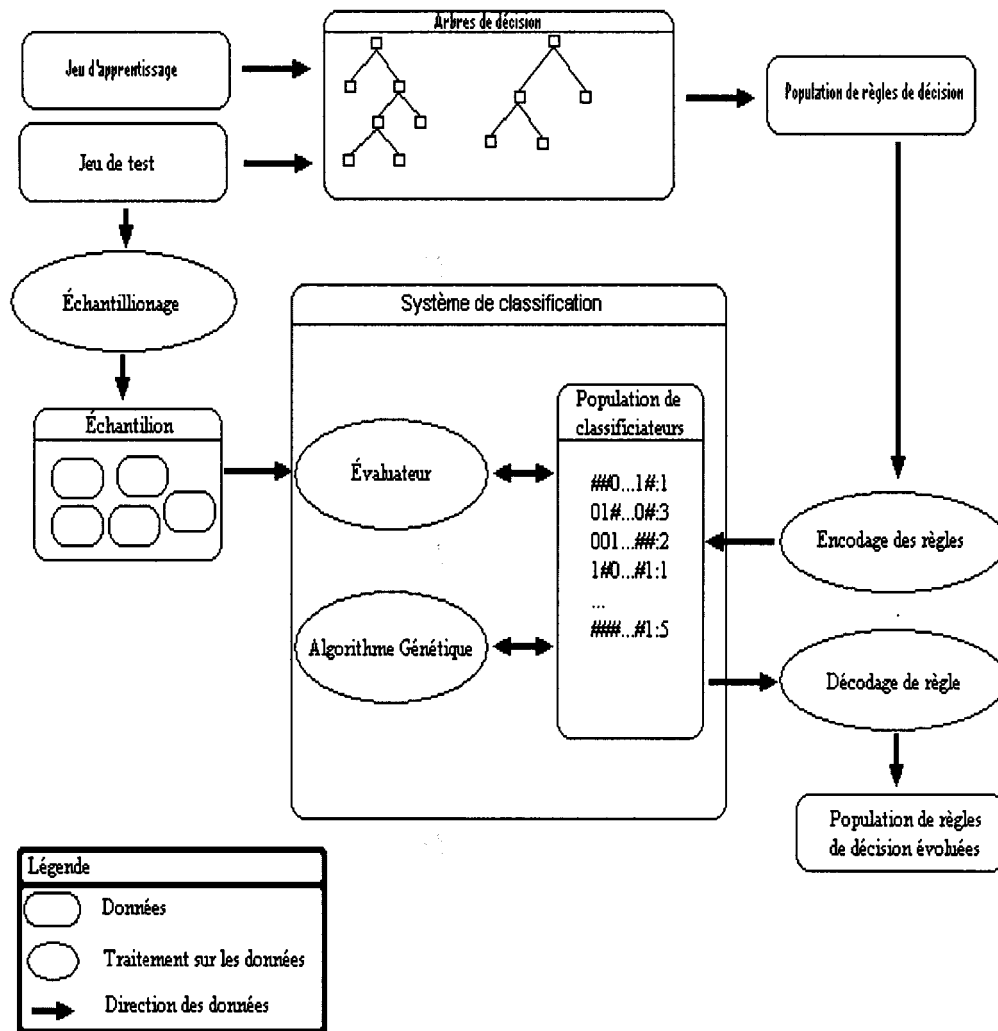 Arbres de décision
Jeu d'apprentissage
Population de règles de décision
Jeu de test
Échantillionage
Système de classification
Échantilion
Population de
classificiateurs
Évaluateur
##0...1#:1
01#...0#:3
001...##:2
1#0...#1:1
...
###...#1:5
Encodage des règles
Algorithme Génétique
Décodage de règle
Population de règles
de décision évoluées
Légende
Données
Traitement sur les données
Direction des données